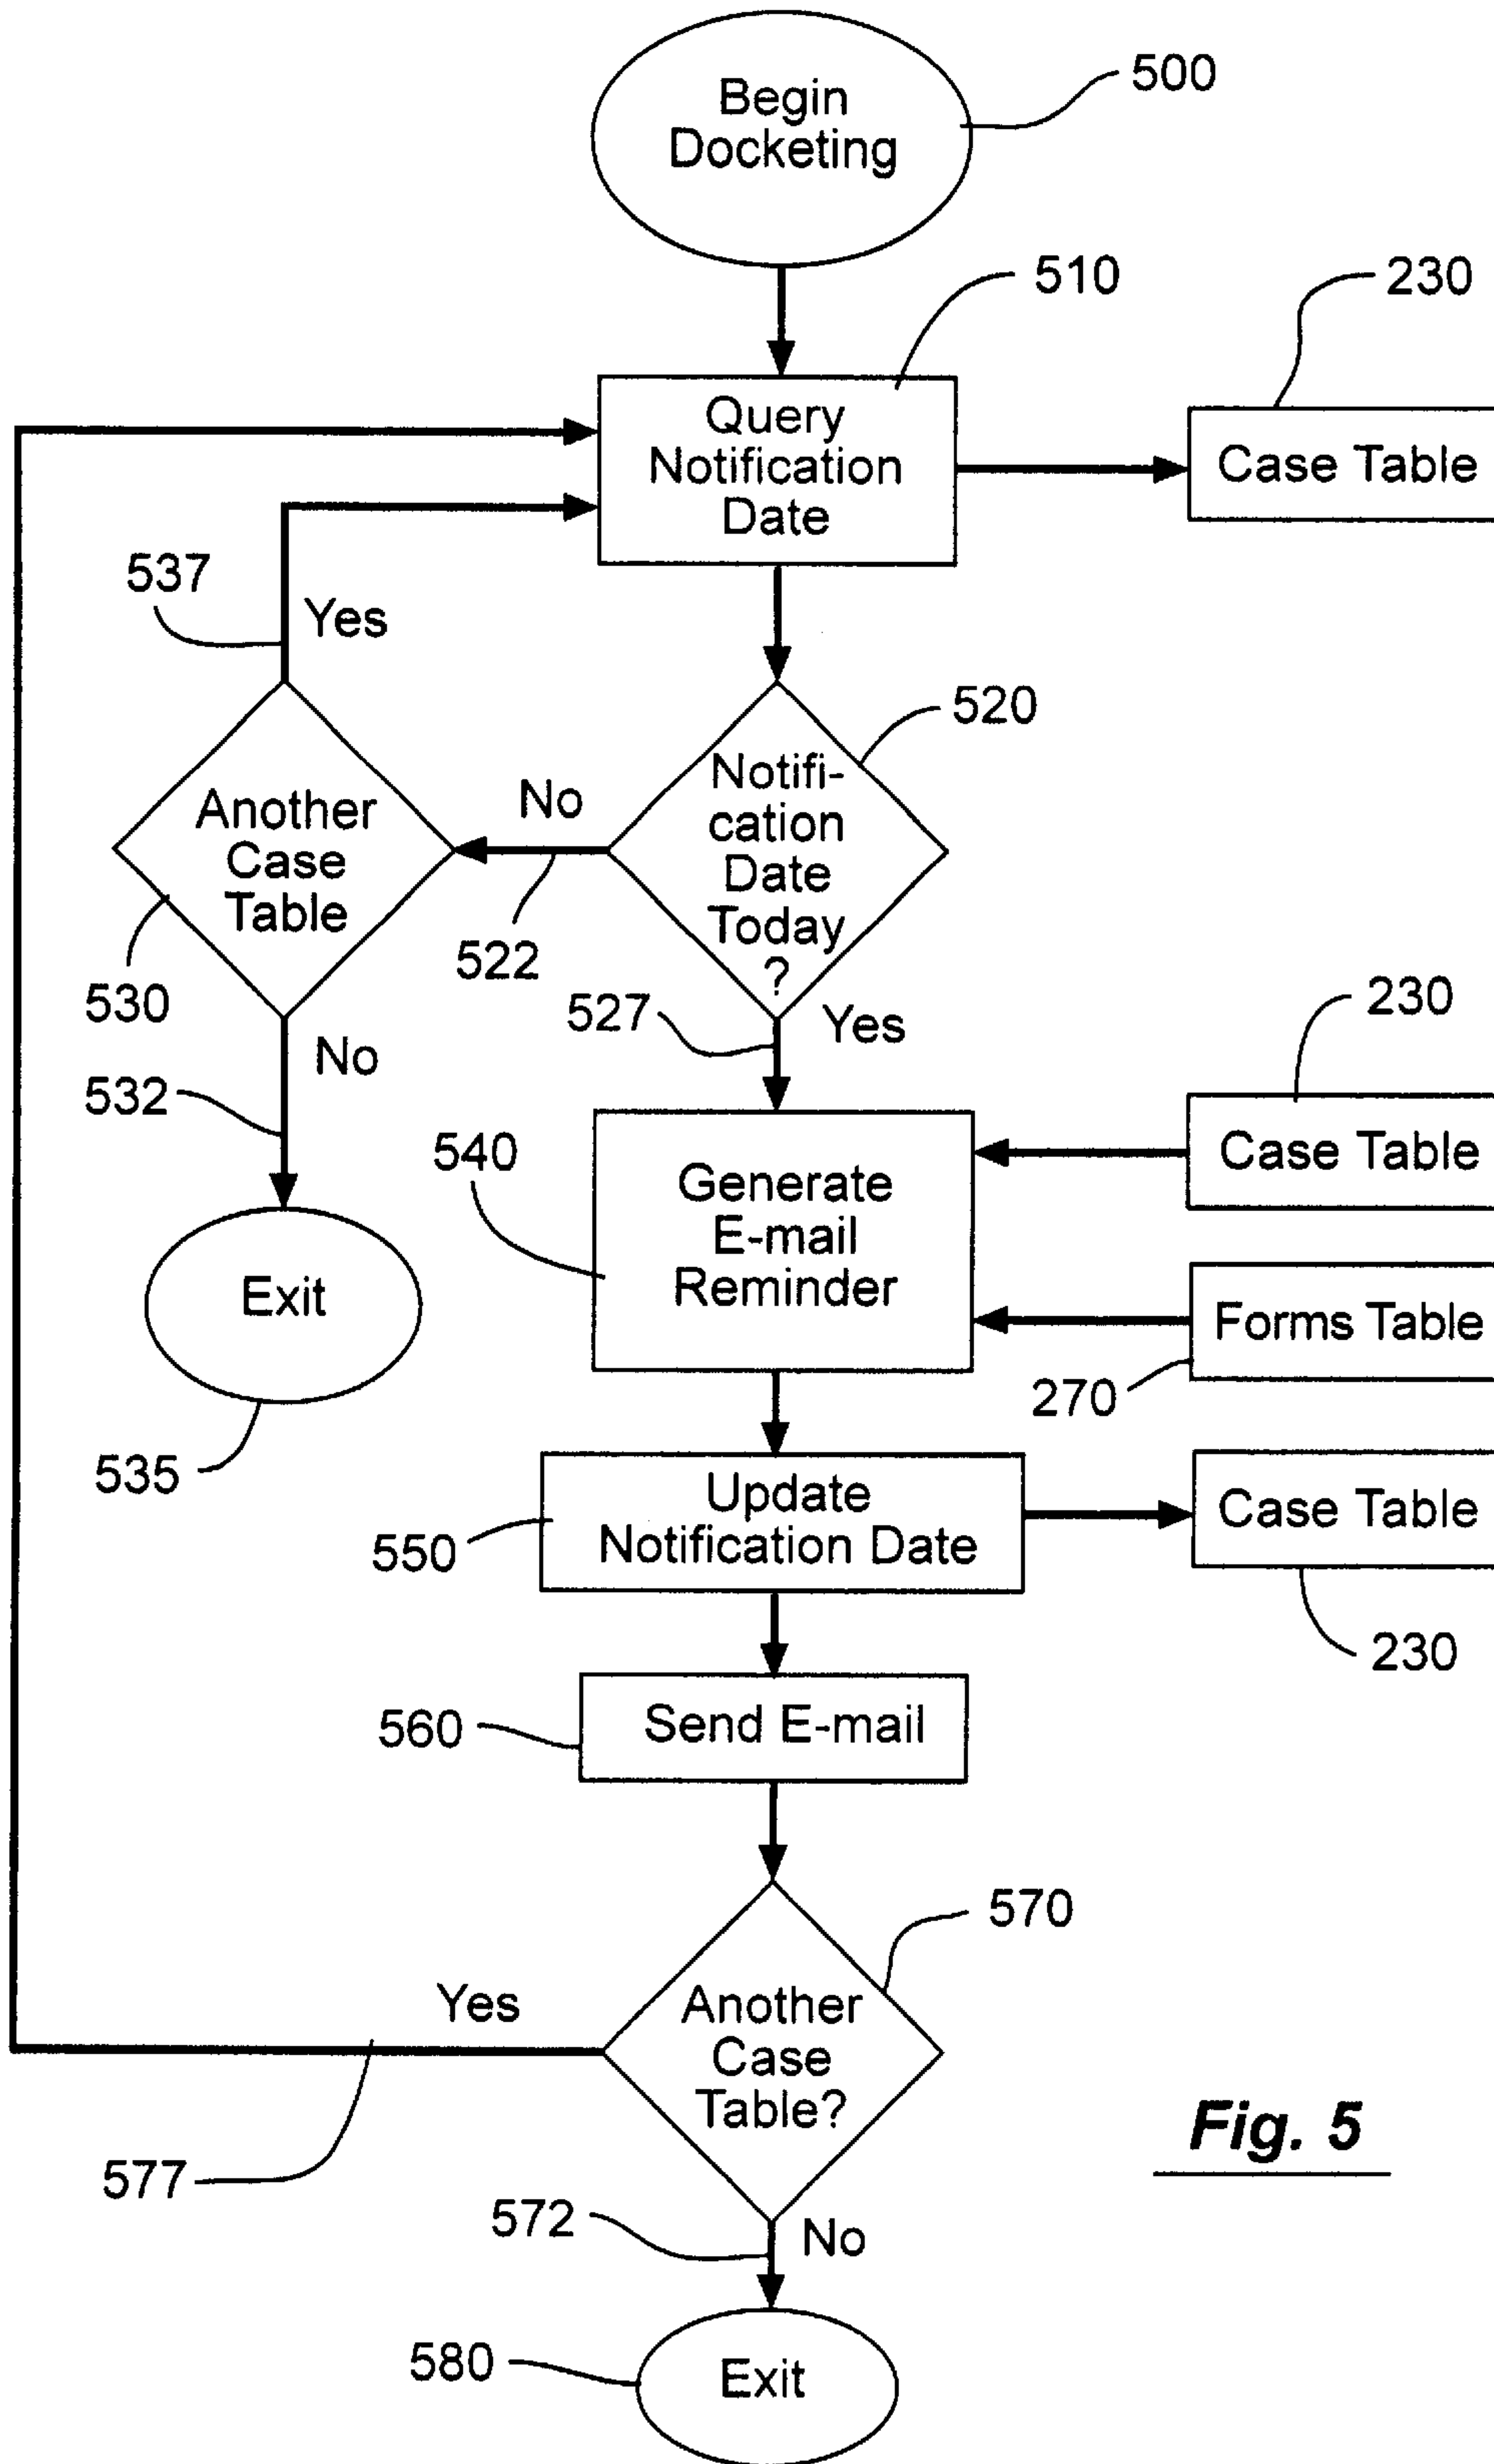 Begin
Docketing
500
510
230
Query
Notification
Date
Case Table
537
Yes
520
Notifi-
cation
Date
Today
?
No
522
Another
Case
Table
530
No
532
527
Yes
230
Case Table
540
Generate
E-mail
Reminder
Exit
535
Forms Table
270
Update
Notification Date
550
Case Table
230
560
Send E-mail
570
Yes
Another
Case
Table?
577
572
No
Fig. 5
580
Exit